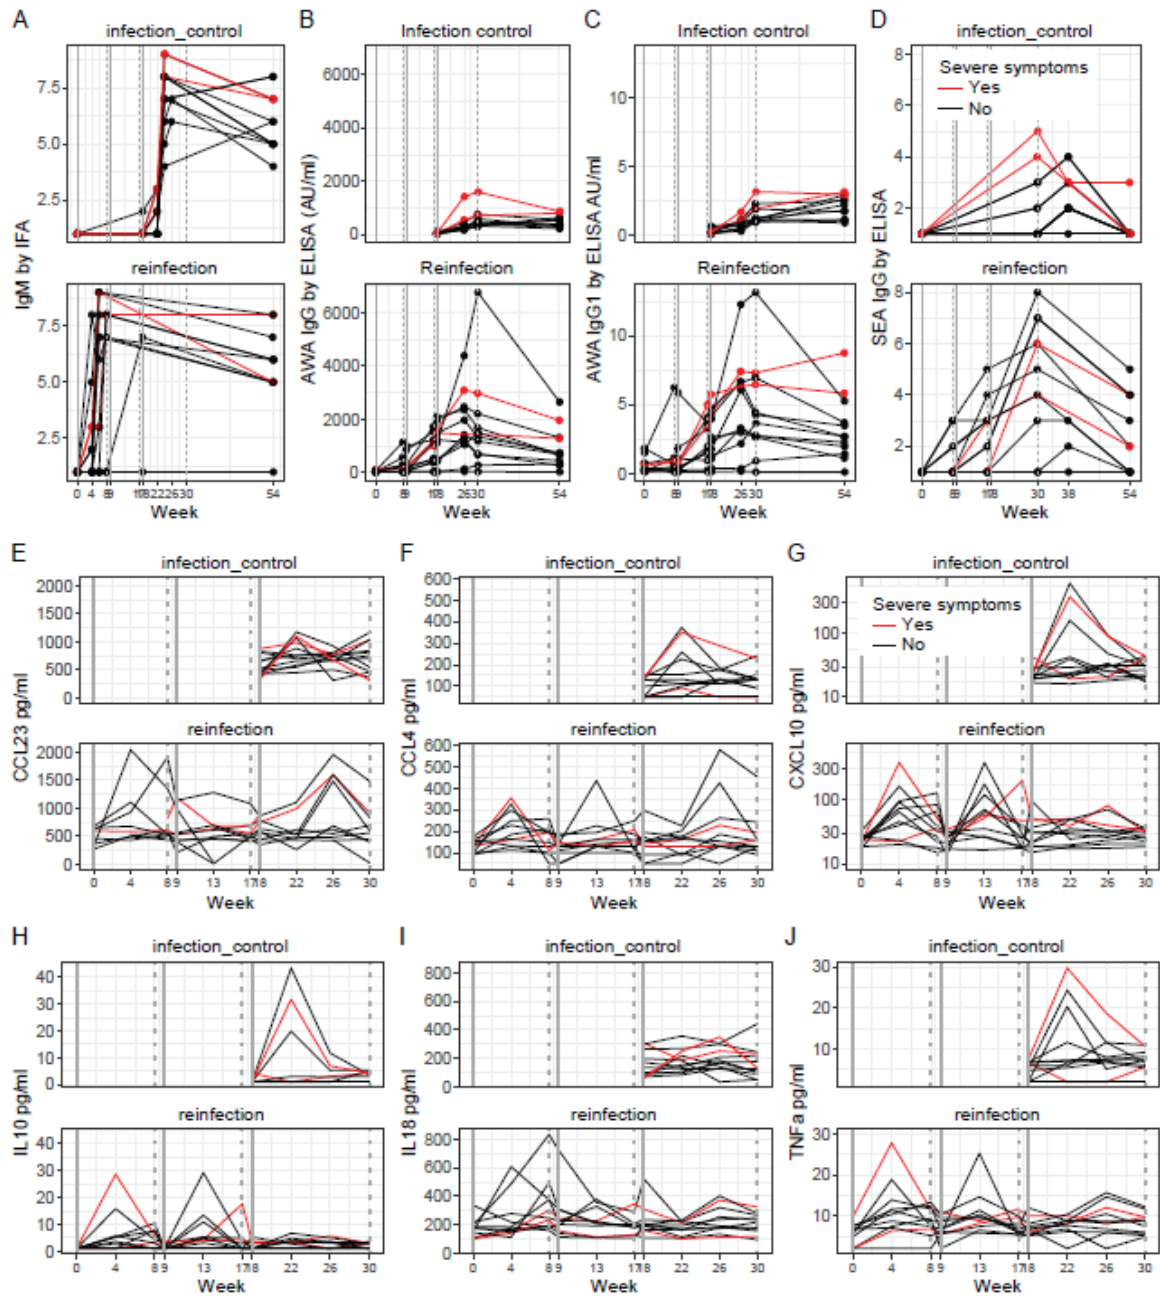 A
B
C
D
infection_control
Infection control
Infection control
infection_control
IgM by IFA
7.5
5.0
2.5
AWA IgG by ELISA (AU/ml)
6000
4000
2000
0
AWA IgG1 by ELISA AU/ml
10
5
0
SEA IgG by ELISA
8
6
4
2
Severe symptoms
Yes
No
reinfection
Reinfection
Reinfection
reinfection
7.5
5.0
2.5
6000
4000
2000
0
10
5
0
8
6
4
2
0 4 8 9 17 18 22 26 30 54
0 8 9 17 18 26 30 54
0 8 9 17 18 26 30 54
0 8 9 17 18 30 38 54
Week
Week
Week
Week
E
F
G
infection_control
infection_control
infection_control
CCL23 pg/ml
2000
1500
1000
500
0
CCL4 pg/ml
600
500
400
300
200
100
CXCL10 pg/ml
300
100
30
10
Severe symptoms
Yes
No
reinfection
reinfection
reinfection
2000
1500
1000
500
0
600
500
400
300
200
100
300
100
30
10
0 4 8 9 13 17 18 22 26 30
0 4 8 9 13 17 18 22 26 30
0 4 8 9 13 17 18 22 26 30
Week
Week
Week
H
I
J
infection_control
infection_control
infection_control
IL10 pg/ml
40
30
20
10
0
IL18 pg/ml
800
600
400
200
0
TNFa pg/ml
30
20
10
reinfection
reinfection
reinfection
40
30
20
10
0
800
600
400
200
0
30
20
10
0 4 8 9 13 17 18 22 26 30
0 4 8 9 13 17 18 22 26 30
0 4 8 9 13 17 18 22 26 30
Week
Week
Week